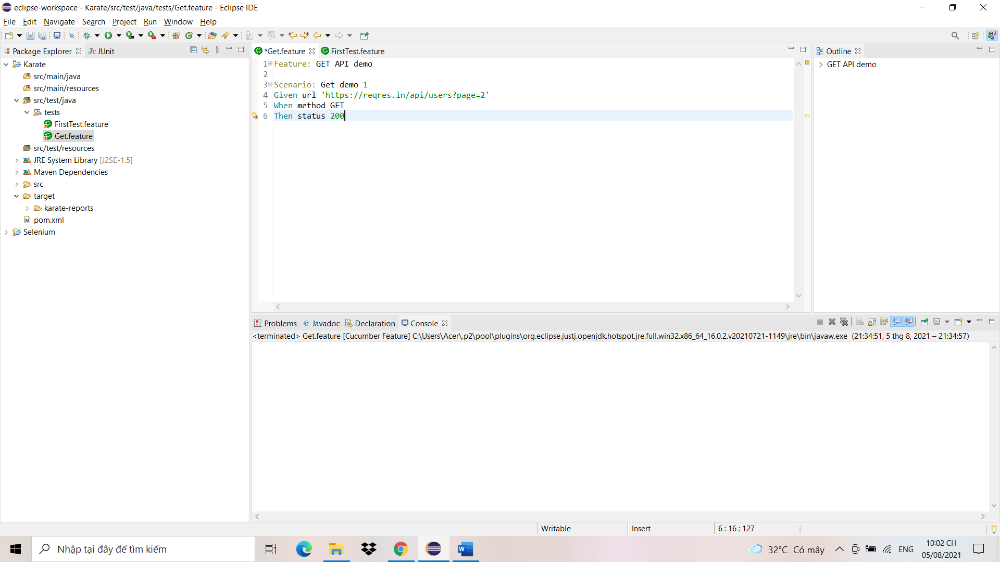 eclipse-workspace - Karate/src/test/java/tests/Get.feature - Eclipse IDE
File Edit Navigate Search Project Run Window Help
Package Explorer JUnit
Karate
src/main/java
src/main/resources
src/test/java
tests
FirstTest.feature
Get.feature
src/test/resources
JRE System Library [J2SE-1.5]
Maven Dependencies
src
target
karate-reports
pom.xml
Selenium
*Get.feature FirstTest.feature
1 Feature: GET API demo
2
3 Scenario: Get demo 1
4 Given url 'https://reqres.in/api/users?page=2'
5 When method GET
6 Then status 200
Outline
GET API demo
Problems @ Javadoc Declaration Console
<terminated> Get.feature [Cucumber Feature] C:\Users\Acer\.p2\pool\plugins\org.eclipse.justj.openjdk.hotspot.jre.full.win32.x86_64_16.0.2.v20210721-1149\jre\bin\javaw.exe (21:34:51, 5 thg 8, 2021 – 21:34:57)
Writable Insert 6 : 16 : 127
Nhập tại đây để tìm kiếm
32°C Có mây
ENG
10:02 CH
05/08/2021